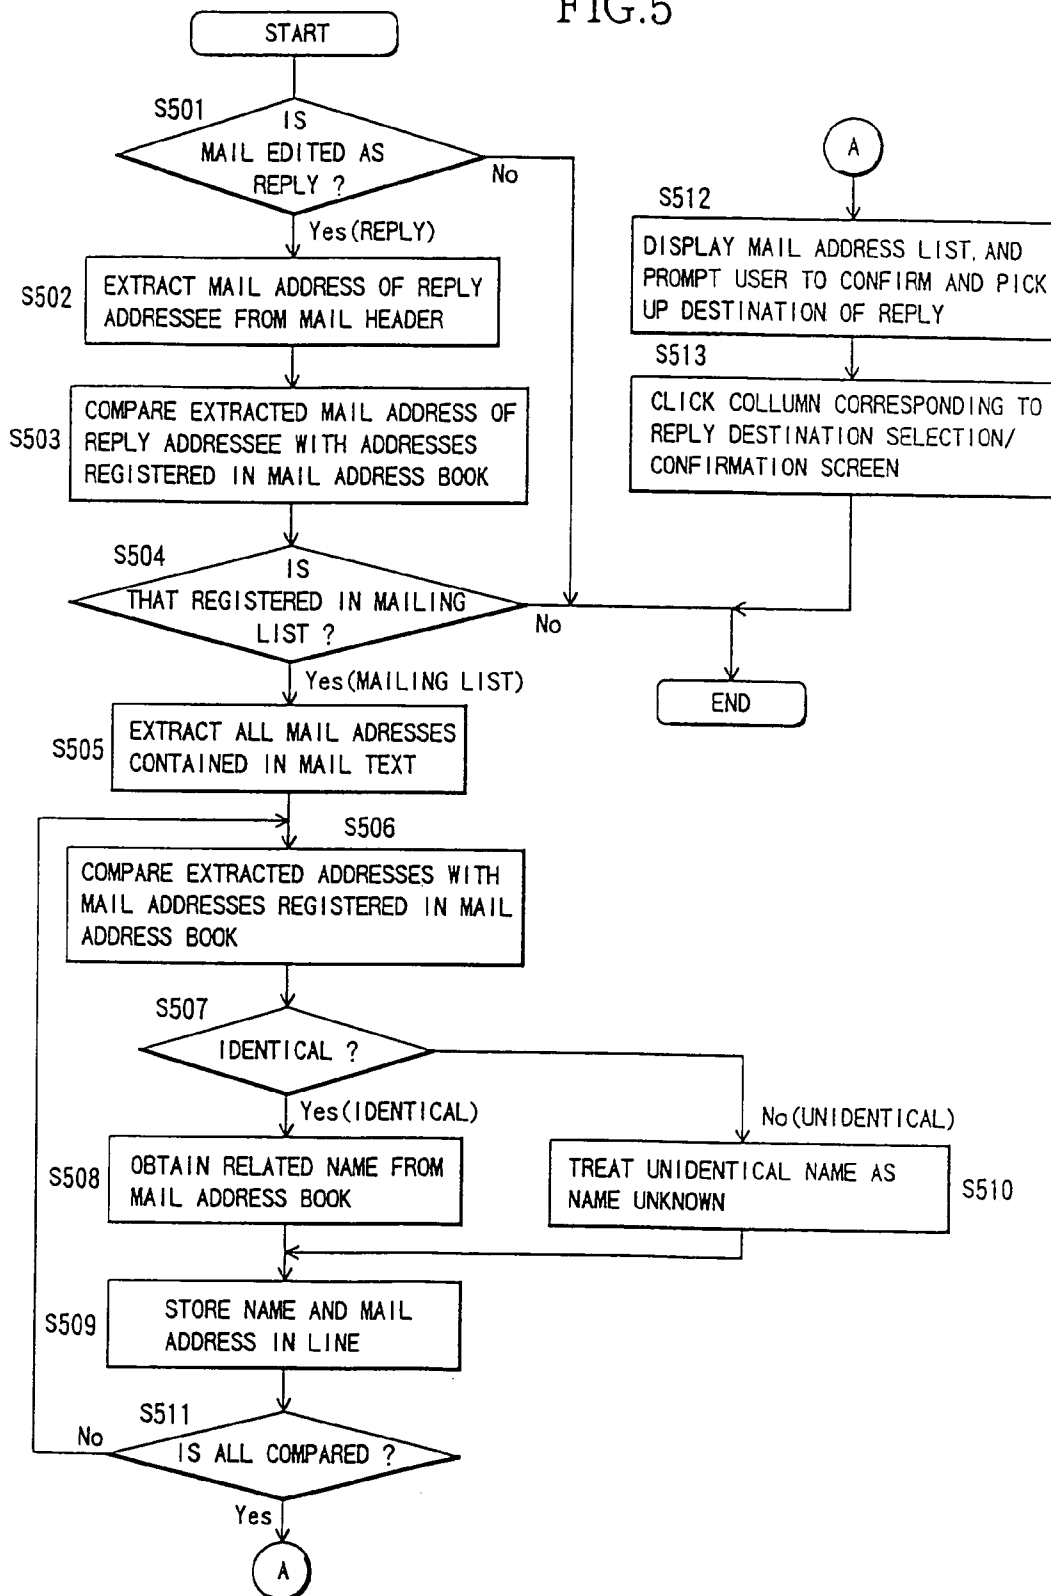 FIG.5
START
S501
IS
MAIL EDITED AS
REPLY ?
No
Yes(REPLY)
S502
EXTRACT MAIL ADDRESS OF REPLY
ADDRESSEE FROM MAIL HEADER
S503
COMPARE EXTRACTED MAIL ADDRESS OF
REPLY ADDRESSEE WITH ADDRESSES
REGISTERED IN MAIL ADDRESS BOOK
S504
IS
THAT REGISTERED IN MAILING
LIST ?
No
Yes(MAILING LIST)
S505
EXTRACT ALL MAIL ADRESSES
CONTAINED IN MAIL TEXT
S506
COMPARE EXTRACTED ADDRESSES WITH
MAIL ADDRESSES REGISTERED IN MAIL
ADDRESS BOOK
S507
IDENTICAL ?
Yes(IDENTICAL)
No(UNIDENTICAL)
S508
OBTAIN RELATED NAME FROM
MAIL ADDRESS BOOK
TREAT UNIDENTICAL NAME AS
NAME UNKNOWN
S510
S509
STORE NAME AND MAIL
ADDRESS IN LINE
S511
No
IS ALL COMPARED ?
Yes
A
A
S512
DISPLAY MAIL ADDRESS LIST, AND
PROMPT USER TO CONFIRM AND PICK
UP DESTINATION OF REPLY
S513
CLICK COLLUMN CORRESPONDING TO
REPLY DESTINATION SELECTION/
CONFIRMATION SCREEN
END